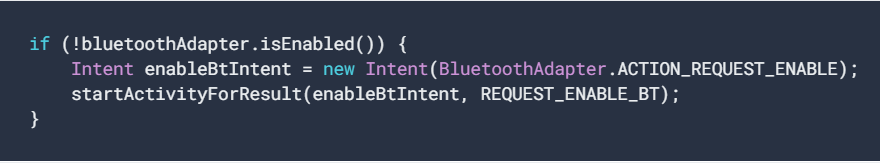 if (!bluetoothAdapter.isEnabled()) {
    Intent enableBtIntent = new Intent(BluetoothAdapter.ACTION_REQUEST_ENABLE);
    startActivityForResult(enableBtIntent, REQUEST_ENABLE_BT);
}